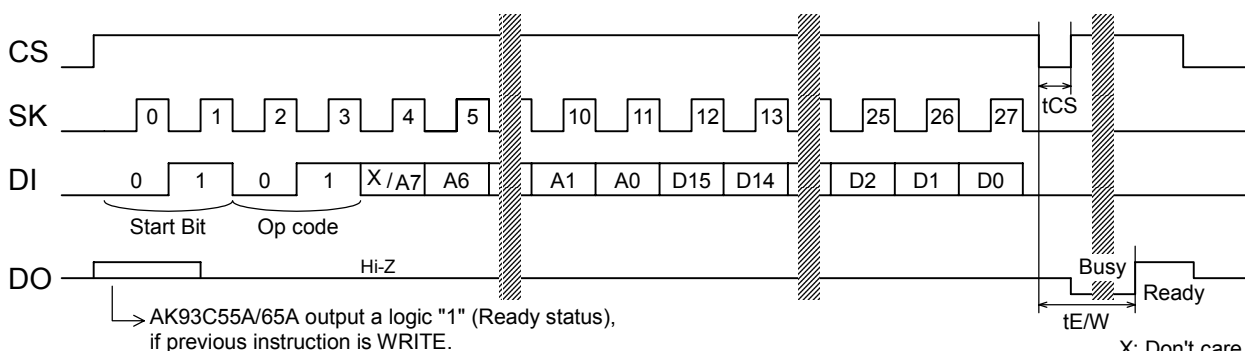 CS
tCS
SK 0 1 2 3 4 5 10 11 12 13 25 26 27
DI 0 1 0 1 X/A7 A6 A1 A0 D15 D14 D2 D1 D0
Start Bit Op code
DO Hi-Z Busy Ready
tE/W
AK93C55A/65A output a logic "1" (Ready status),
if previous instruction is WRITE.
X: Don't care